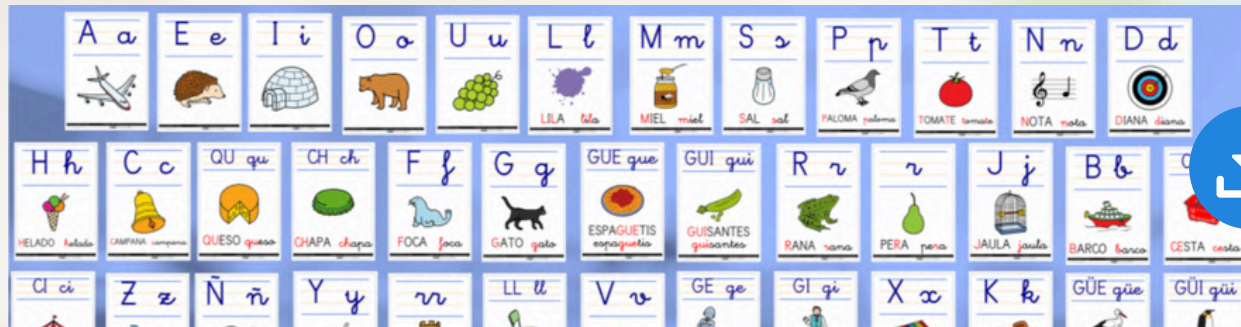 A a
E e
I i
O o
U u
L l
LILA lila
M m
MIEL miel
S s
SAL sal
P p
PALOMA paloma
T t
TOMATE tomate
N n
NOTA nota
D d
DIANA diana
H h
HELADO helado
C c
CAMPANA campana
QU qu
QUESO queso
CH ch
CHAPA chapa
F f
FOCA foca
G g
GATO gato
GUE gue
ESPAGUETIS
espaguetis
GUI gui
GUISANTES
guisantes
R r
RANA rana
r
PERA pera
J j
JAULA jaula
B b
BARCO barco
C
CESTA cesta
CI ci
Z z
Ñ ñ
Y y
rr
LL ll
V v
GE ge
GI gi
X x
K k
GÜE güe
GÜI güi